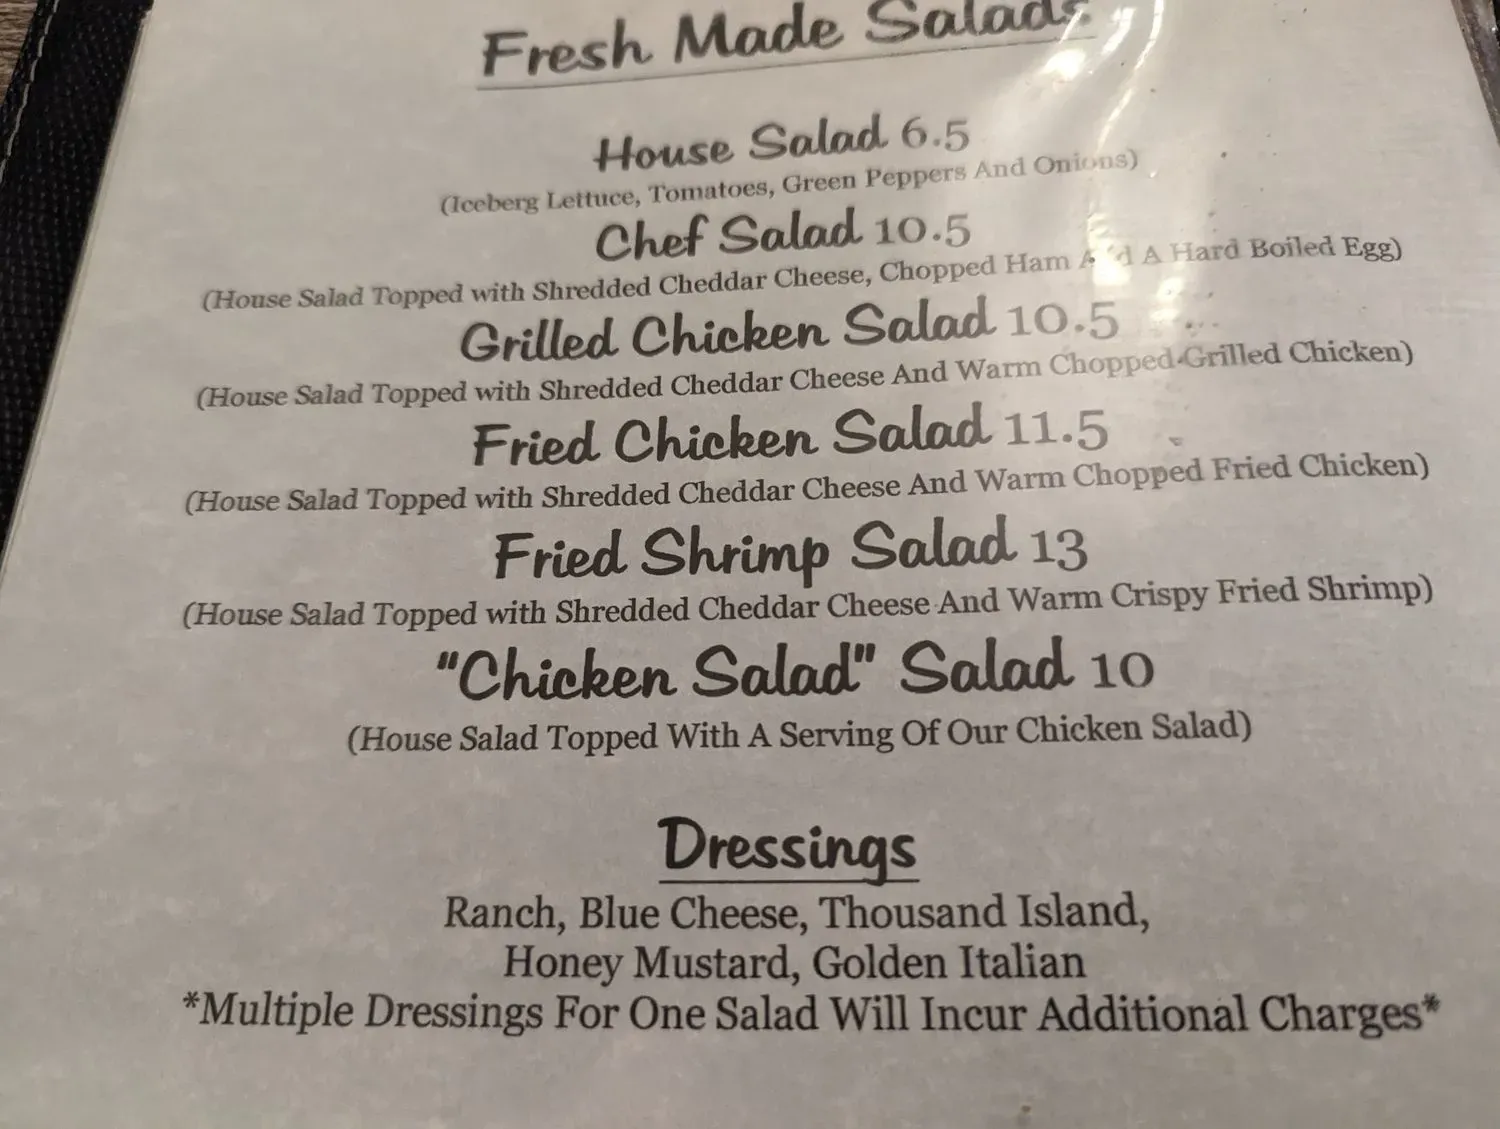 Fresh Made Salads
House Salad 6.5
(Iceberg Lettuce, Tomatoes, Green Peppers And Onions)
Chef Salad 10.5
(House Salad Topped with Shredded Cheddar Cheese, Chopped Ham And A Hard Boiled Egg)
Grilled Chicken Salad 10.5
(House Salad Topped with Shredded Cheddar Cheese And Warm Chopped Grilled Chicken)
Fried Chicken Salad 11.5
(House Salad Topped with Shredded Cheddar Cheese And Warm Chopped Fried Chicken)
Fried Shrimp Salad 13
(House Salad Topped with Shredded Cheddar Cheese And Warm Crispy Fried Shrimp)
"Chicken Salad" Salad 10
(House Salad Topped With A Serving Of Our Chicken Salad)
Dressings
Ranch, Blue Cheese, Thousand Island,
Honey Mustard, Golden Italian
*Multiple Dressings For One Salad Will Incur Additional Charges*